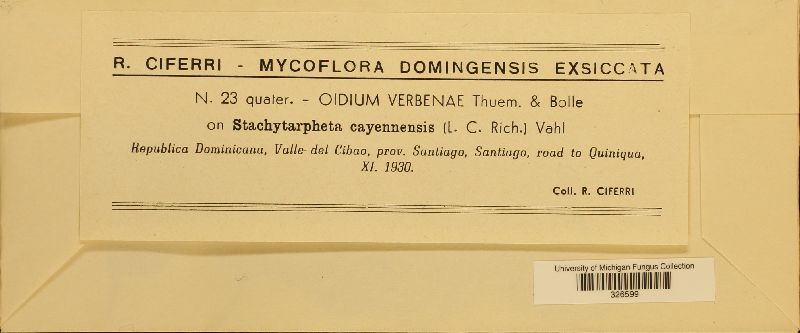 R. CIFERRI - MYCOFLORA DOMINGENSIS EXSICCATA
N. 23 quater. - OIDIUM VERBENAE Thuem. & Bolle
on Stachytarpheta cayennensis (L. C. Rich.) Vahl
Republica Dominicana, Valle del Cibao, prov. Santiago, Santiago, road to Quiniqua,
XI. 1930.
Coll. R. CIFERRI
University of Michigan Fungus Collection
326599